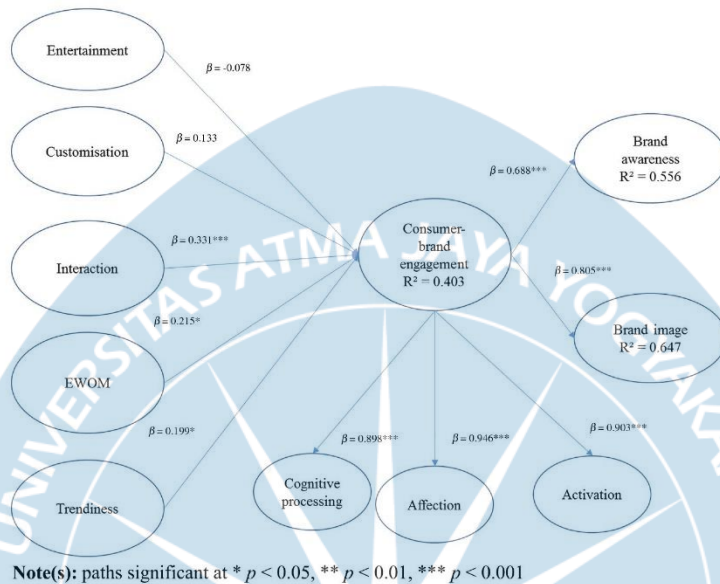 Entertainment
β = -0.078
Customisation
β = 0.133
Interaction
β = 0.331***
EWOM
β = 0.215*
Trendiness
β = 0.199*
Consumer-
brand
engagement
R² = 0.403
β = 0.688***
Brand
awareness
R² = 0.556
β = 0.805***
Brand image
R² = 0.647
β = 0.898***
Cognitive
processing
β = 0.946***
Affection
β = 0.903***
Activation
UNIVERSITAS ATMA JAYA YOGYAKA
Note(s): paths significant at * p < 0.05, ** p < 0.01, *** p < 0.001